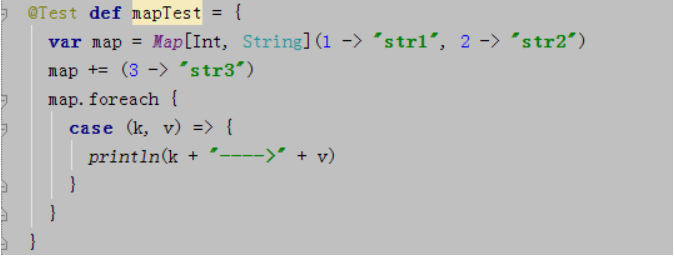 @Test def mapTest = {
var map = Map[Int, String](1 -> "str1", 2 -> "str2")
map += (3 -> "str3")
map.foreach {
case (k, v) => {
println(k + "---->" + v)
}
}
}